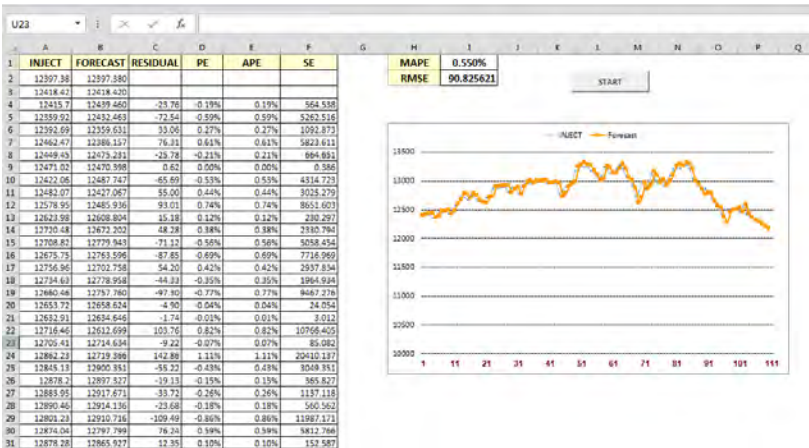 U23 fx
A B C D E F G H I J K L M N O P Q
1 INJECT FORECAST RESIDUAL PE APE SE MAPE 0.550%
2 12397.38 12397.380 RMSE 90.825621 START
3 12418.42 12418.420
4 12415.7 12439.460 -23.76 -0.19% 0.19% 564.538
5 12359.92 12432.463 -72.54 -0.59% 0.59% 5262.516
6 12392.69 12359.631 33.06 0.27% 0.27% 1092.873
7 12462.47 12386.157 76.31 0.61% 0.61% 5823.611
8 12449.45 12475.231 -25.78 -0.21% 0.21% 664.651
9 12471.02 12470.398 0.62 0.00% 0.00% 0.386
10 12422.06 12487.747 -65.69 -0.53% 0.53% 4314.723
11 12482.07 12427.067 55.00 0.44% 0.44% 3025.279
12 12578.95 12485.936 93.01 0.74% 0.74% 8651.603
13 12623.98 12608.804 15.18 0.12% 0.12% 230.297
14 12720.48 12672.202 48.28 0.38% 0.38% 2330.794
15 12708.82 12779.943 -71.12 -0.56% 0.56% 5058.454
16 12675.75 12763.596 -87.85 -0.69% 0.69% 7716.969
17 12756.96 12702.758 54.20 0.42% 0.42% 2937.834
18 12734.63 12778.958 -44.33 -0.35% 0.35% 1964.934
19 12660.46 12757.760 -97.30 -0.77% 0.77% 9467.276
20 12653.72 12658.624 -4.90 -0.04% 0.04% 24.054
21 12632.91 12634.646 -1.74 -0.01% 0.01% 3.012
22 12716.46 12612.699 103.76 0.82% 0.82% 10766.405
23 12705.41 12714.634 -9.22 -0.07% 0.07% 85.082
24 12862.23 12719.366 142.86 1.11% 1.11% 20410.137
25 12845.13 12900.351 -55.22 -0.43% 0.43% 3049.351
26 12878.2 12897.327 -19.13 -0.15% 0.15% 365.827
27 12883.95 12917.671 -33.72 -0.26% 0.26% 1137.118
28 12890.46 12914.136 -23.68 -0.18% 0.18% 560.562
29 12801.23 12910.716 -109.49 -0.86% 0.86% 11987.171
30 12874.04 12797.799 76.24 0.59% 0.59% 5812.766
31 12878.28 12865.927 12.35 0.10% 0.10% 152.587
INJECT Forecast
13500
13000
12500
12000
11500
11000
10500
10000
1 11 21 31 41 51 61 71 81 91 101 111